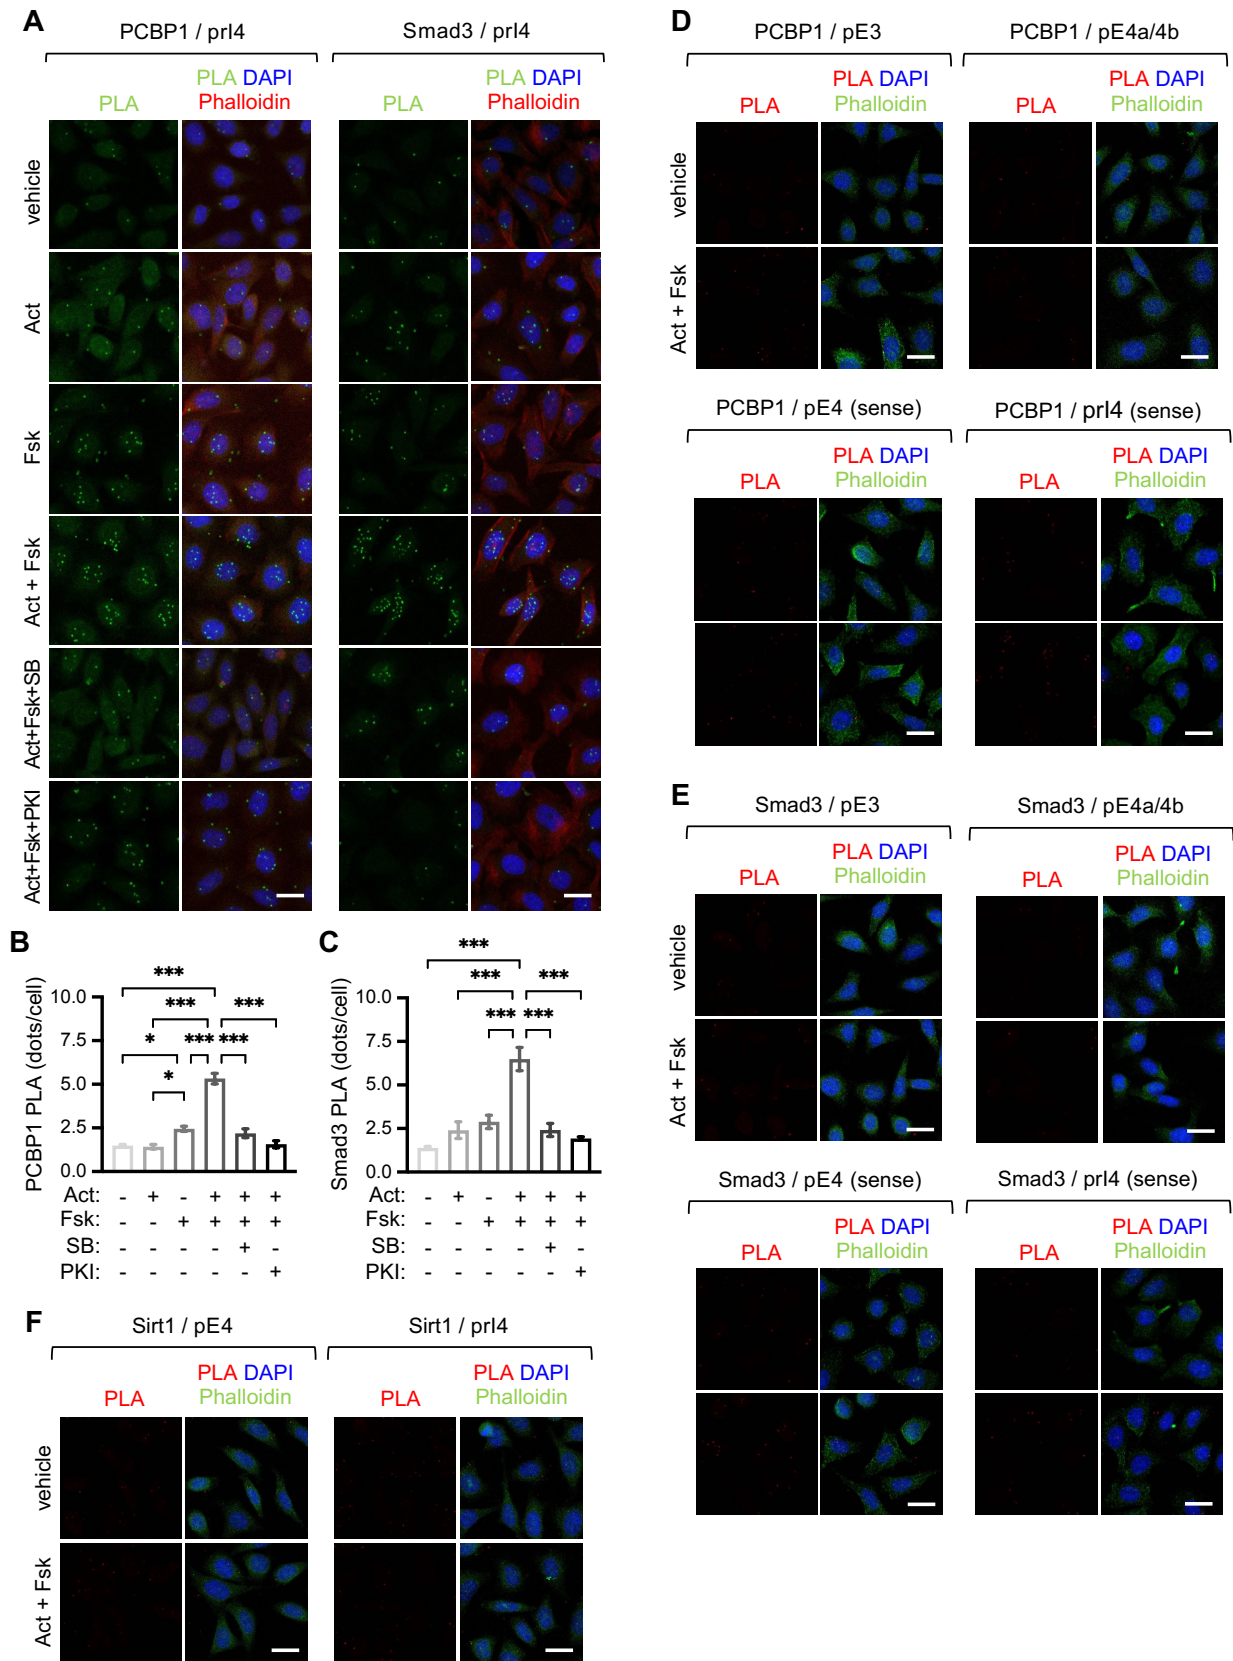 A
PCBP1 / prI4
Smad3 / prI4
PLA
PLA DAPI
Phalloidin
PLA
PLA DAPI
Phalloidin
vehicle
Act
Fsk
Act + Fsk
Act+Fsk+SB
Act+Fsk+PKI
B
PCBP1 PLA (dots/cell)
10.0
7.5
5.0
2.5
0.0
***
***
***
*
***
***
*
Act: - + - + + +
Fsk: - - + + + +
SB: - - - - + -
PKI: - - - - - +
C
Smad3 PLA (dots/cell)
10.0
7.5
5.0
2.5
0.0
***
***
***
***
***
Act: - + - + + +
Fsk: - - + + + +
SB: - - - - + -
PKI: - - - - - +
D
PCBP1 / pE3
PCBP1 / pE4a/4b
PLA
PLA DAPI
Phalloidin
PLA
PLA DAPI
Phalloidin
vehicle
Act + Fsk
PCBP1 / pE4 (sense)
PCBP1 / prI4 (sense)
PLA
PLA DAPI
Phalloidin
PLA
PLA DAPI
Phalloidin
E
Smad3 / pE3
Smad3 / pE4a/4b
PLA
PLA DAPI
Phalloidin
PLA
PLA DAPI
Phalloidin
vehicle
Act + Fsk
Smad3 / pE4 (sense)
Smad3 / prI4 (sense)
PLA
PLA DAPI
Phalloidin
PLA
PLA DAPI
Phalloidin
F
Sirt1 / pE4
Sirt1 / prI4
PLA
PLA DAPI
Phalloidin
PLA
PLA DAPI
Phalloidin
vehicle
Act + Fsk